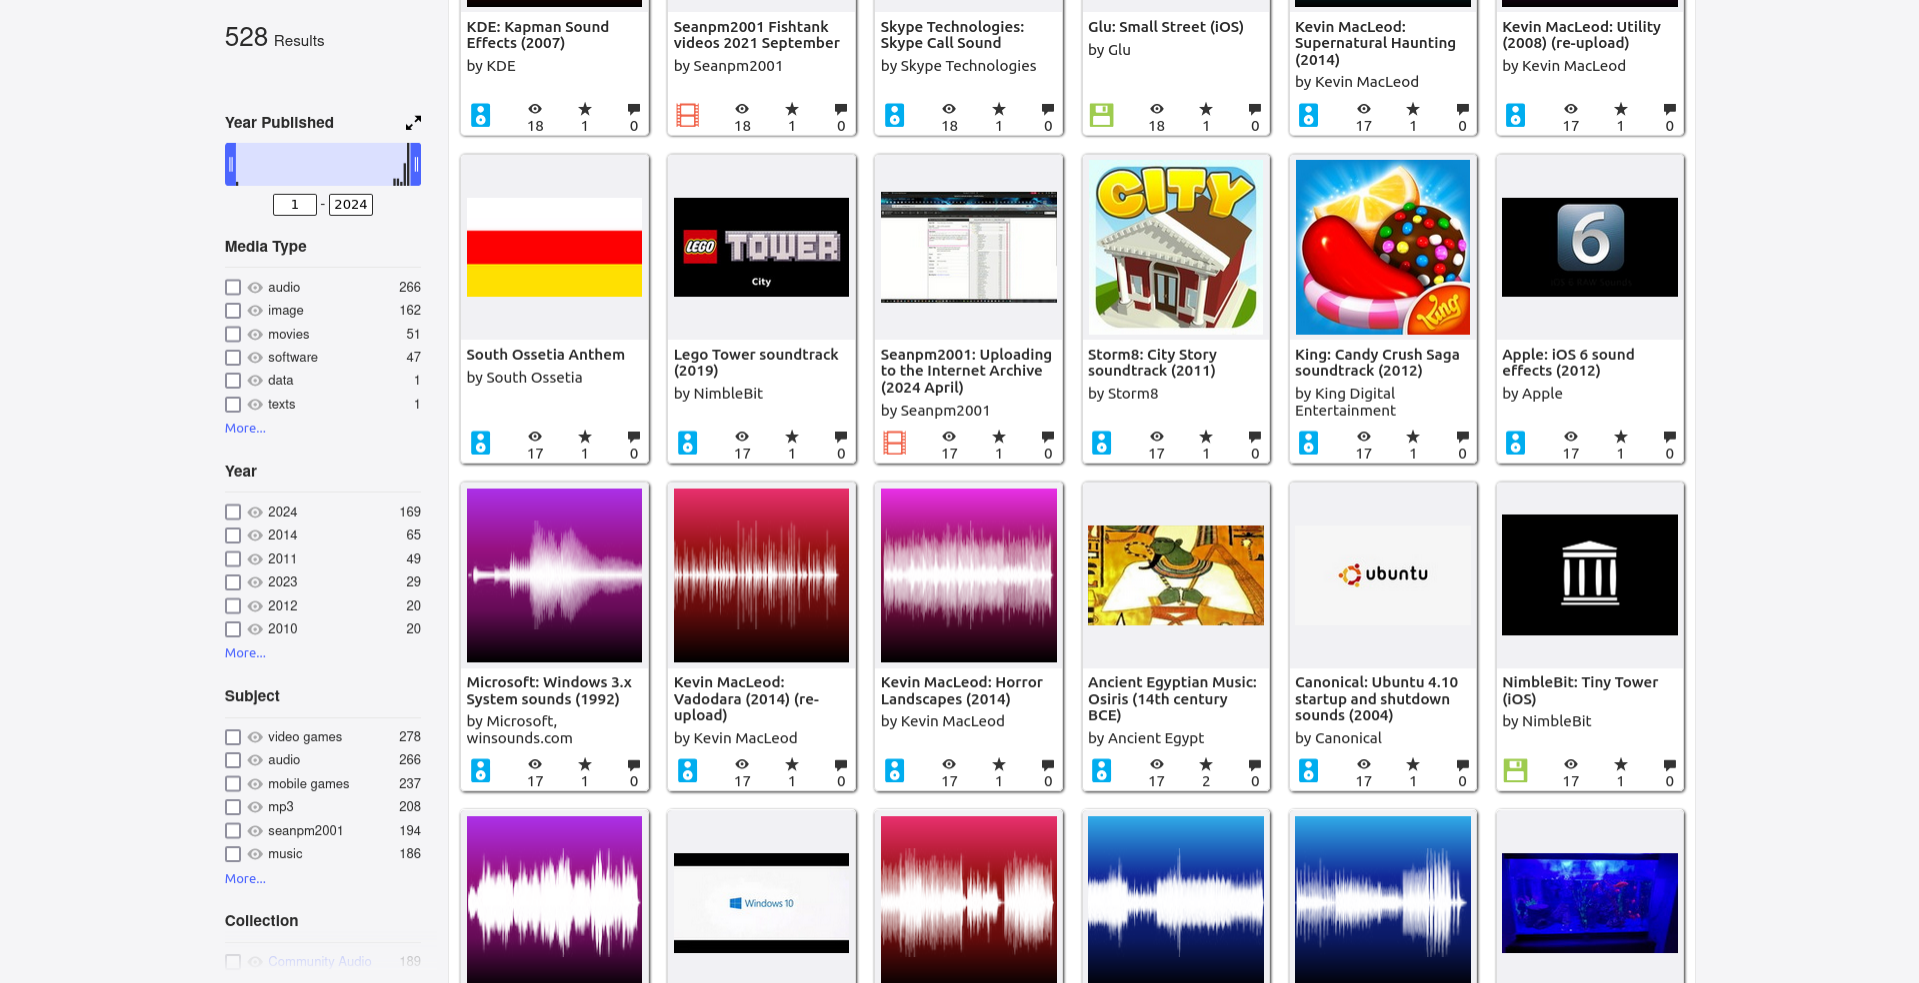 528 Results
Year Published
1 - 2024
Media Type
audio 266
image 162
movies 51
software 47
data 1
texts 1
More...
Year
2024 169
2014 65
2011 49
2023 29
2012 20
2010 20
More...
Subject
video games 278
audio 266
mobile games 237
mp3 208
seanpm2001 194
music 186
More...
Collection
Community Audio 189
KDE: Kapman Sound
Effects (2007)
by KDE
18 1 0
Seanpm2001 Fishtank
videos 2021 September
by Seanpm2001
18 1 0
Skype Technologies:
Skype Call Sound
by Skype Technologies
18 1 0
Glu: Small Street (iOS)
by Glu
18 1 0
Kevin MacLeod:
Supernatural Haunting
(2014)
by Kevin MacLeod
17 1 0
Kevin MacLeod: Utility
(2008) (re-upload)
by Kevin MacLeod
17 1 0
South Ossetia Anthem
by South Ossetia
17 1 0
LEGO TOWER
City
Lego Tower soundtrack
(2019)
by NimbleBit
17 1 0
Seanpm2001: Uploading
to the Internet Archive
(2024 April)
by Seanpm2001
17 1 0
CITY
Storm8: City Story
soundtrack (2011)
by Storm8
17 1 0
King
King: Candy Crush Saga
soundtrack (2012)
by King Digital
Entertainment
17 1 0
6
iOS 6 RAW Sounds
Apple: iOS 6 sound
effects (2012)
by Apple
17 1 0
Microsoft: Windows 3.x
System sounds (1992)
by Microsoft,
winsounds.com
17 1 0
Kevin MacLeod:
Vadodara (2014) (re-
upload)
by Kevin MacLeod
17 1 0
Kevin MacLeod: Horror
Landscapes (2014)
by Kevin MacLeod
17 1 0
Ancient Egyptian Music:
Osiris (14th century
BCE)
by Ancient Egypt
17 2 0
ubuntu
Canonical: Ubuntu 4.10
startup and shutdown
sounds (2004)
by Canonical
17 1 0
NimbleBit: Tiny Tower
(iOS)
by NimbleBit
17 1 0
Windows 10